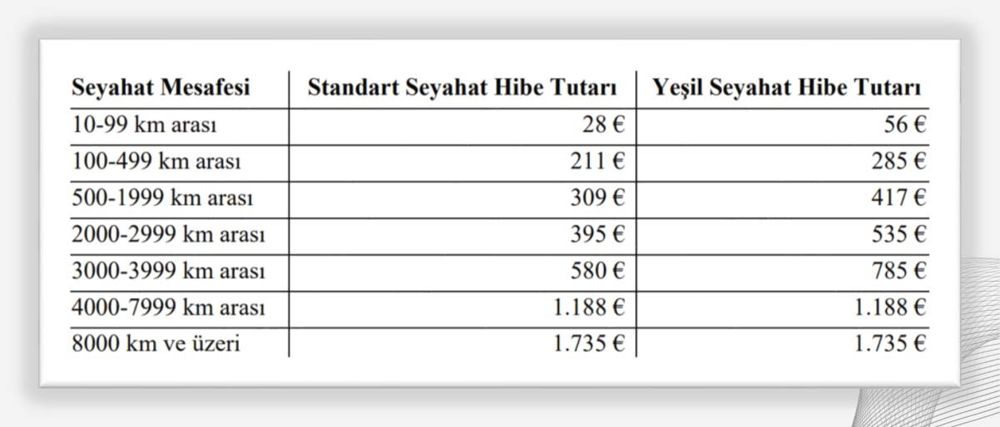 Seyahat Mesafesi Standart Seyahat Hibe Tutarı Yeşil Seyahat Hibe Tutarı
10-99 km arası 28 € 56 €
100-499 km arası 211 € 285 €
500-1999 km arası 309 € 417 €
2000-2999 km arası 395 € 535 €
3000-3999 km arası 580 € 785 €
4000-7999 km arası 1.188 € 1.188 €
8000 km ve üzeri 1.735 € 1.735 €